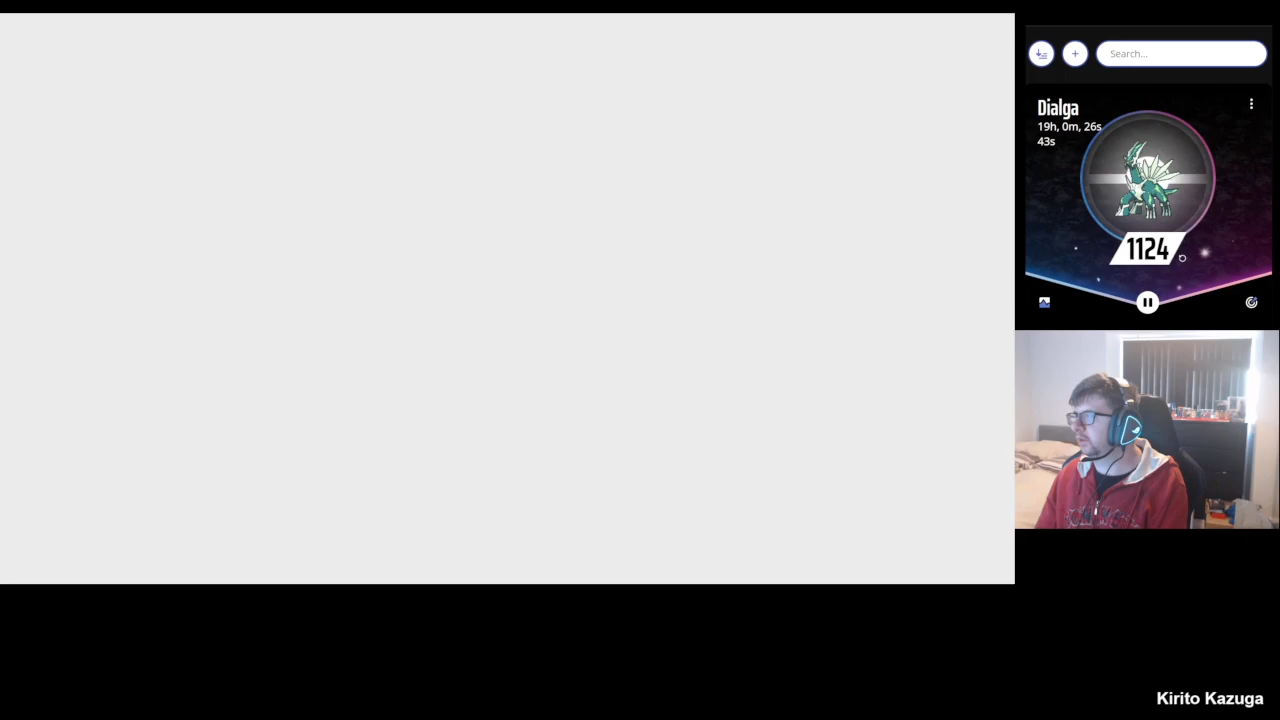 Search...
Dialga
19h, 0m, 26s
43s
1124
Kirito Kazuga